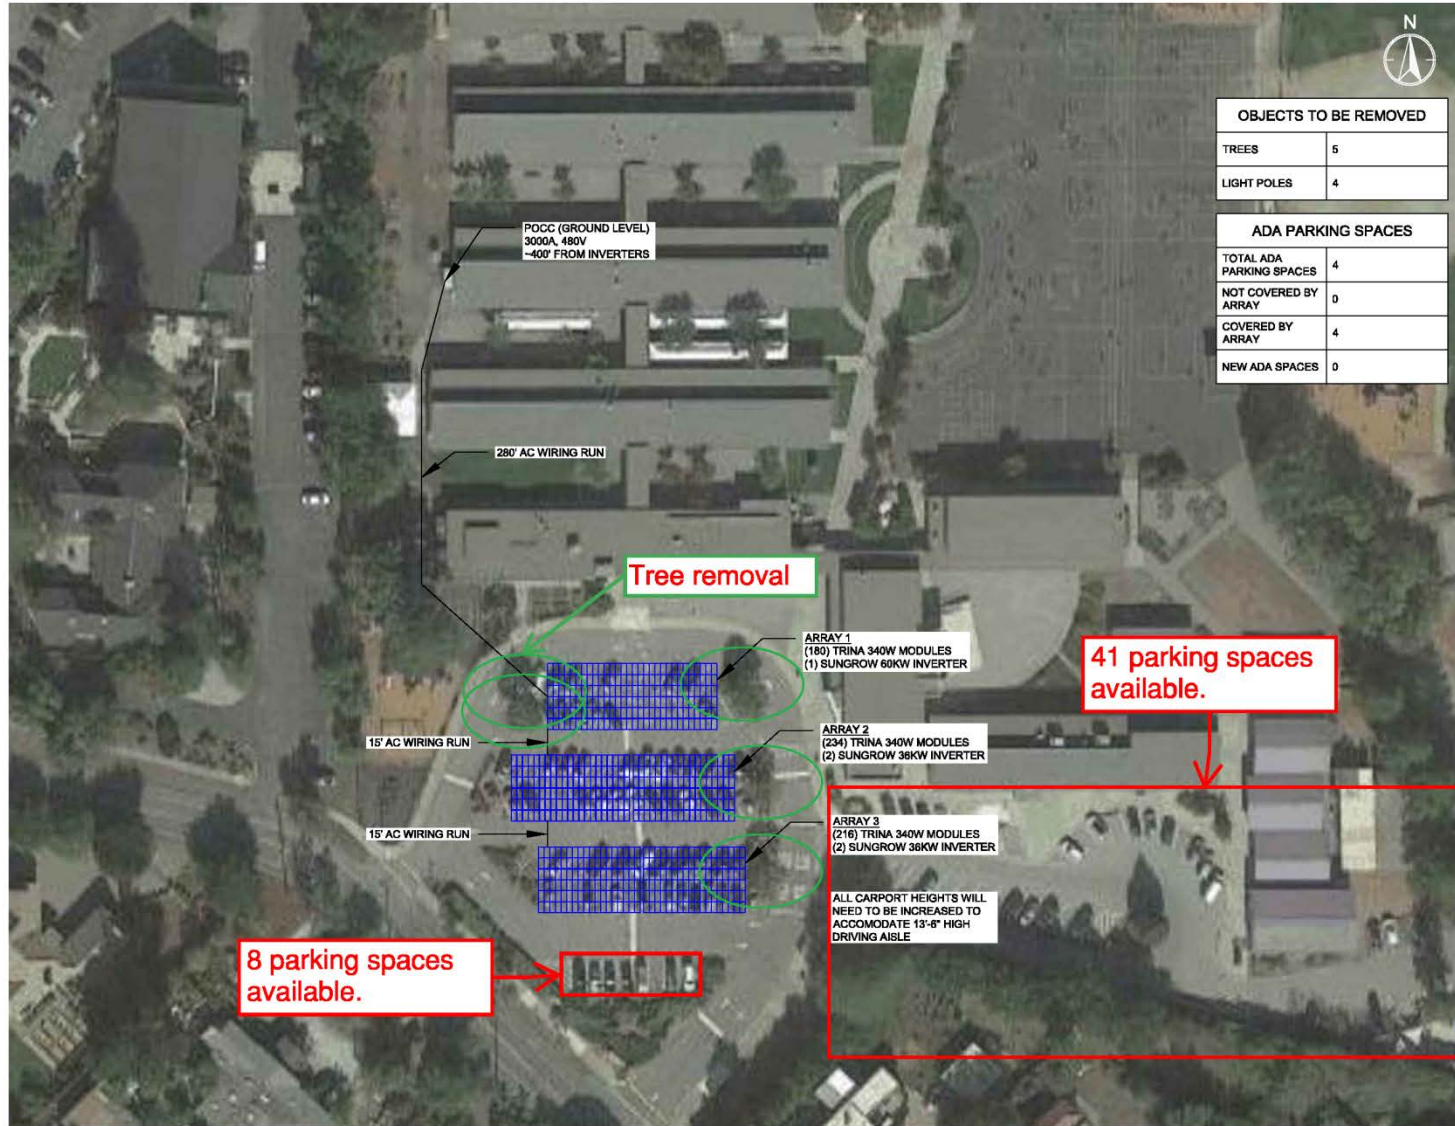 N
OBJECTS TO BE REMOVED
TREES 5
LIGHT POLES 4
ADA PARKING SPACES
TOTAL ADA
PARKING SPACES 4
NOT COVERED BY
ARRAY 0
COVERED BY
ARRAY 4
NEW ADA SPACES 0
POCC (GROUND LEVEL)
3000A, 480V
~400' FROM INVERTERS
280' AC WIRING RUN
Tree removal
ARRAY 1
(180) TRINA 340W MODULES
(1) SUNGROW 60KW INVERTER
41 parking spaces
available.
15' AC WIRING RUN
ARRAY 2
(234) TRINA 340W MODULES
(2) SUNGROW 36KW INVERTER
15' AC WIRING RUN
ARRAY 3
(216) TRINA 340W MODULES
(2) SUNGROW 36KW INVERTER
ALL CARPORT HEIGHTS WILL
NEED TO BE INCREASED TO
ACCOMODATE 13'-6" HIGH
DRIVING AISLE
8 parking spaces
available.